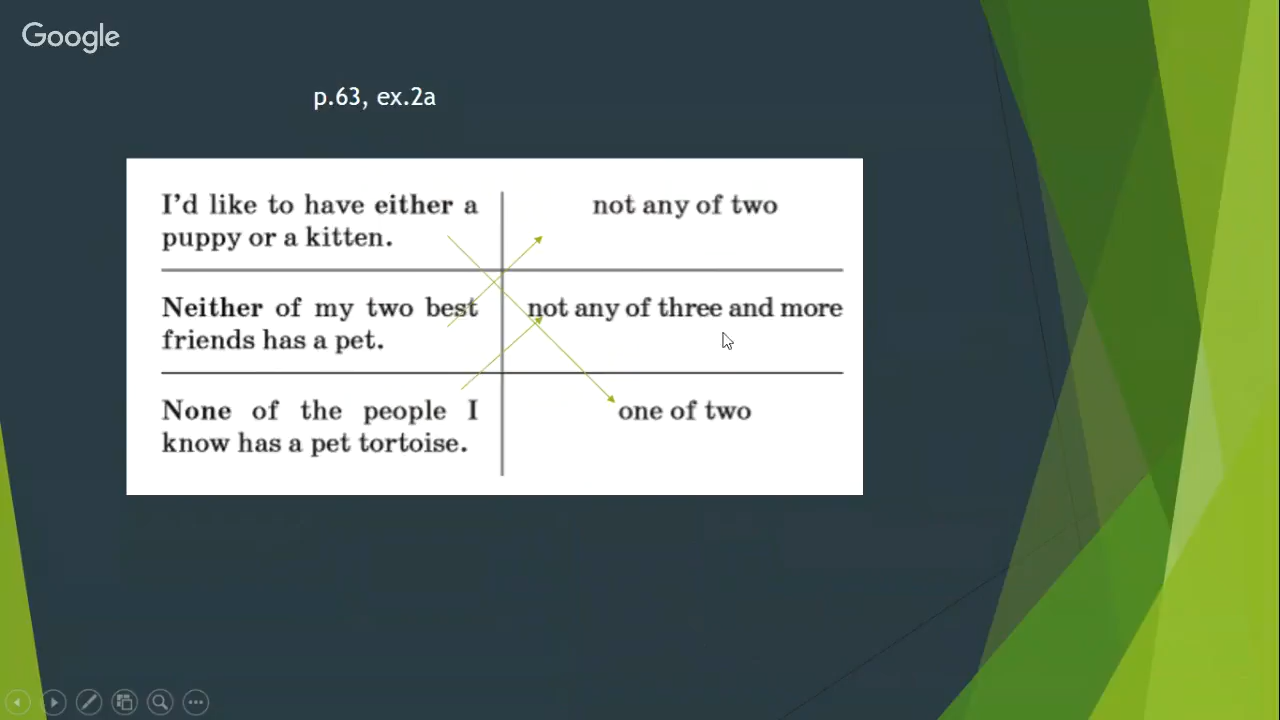 Google
p.63, ex.2a
I’d like to have either a
puppy or a kitten.
not any of two
Neither of my two best
friends has a pet.
not any of three and more
None of the people I
know has a pet tortoise.
one of two